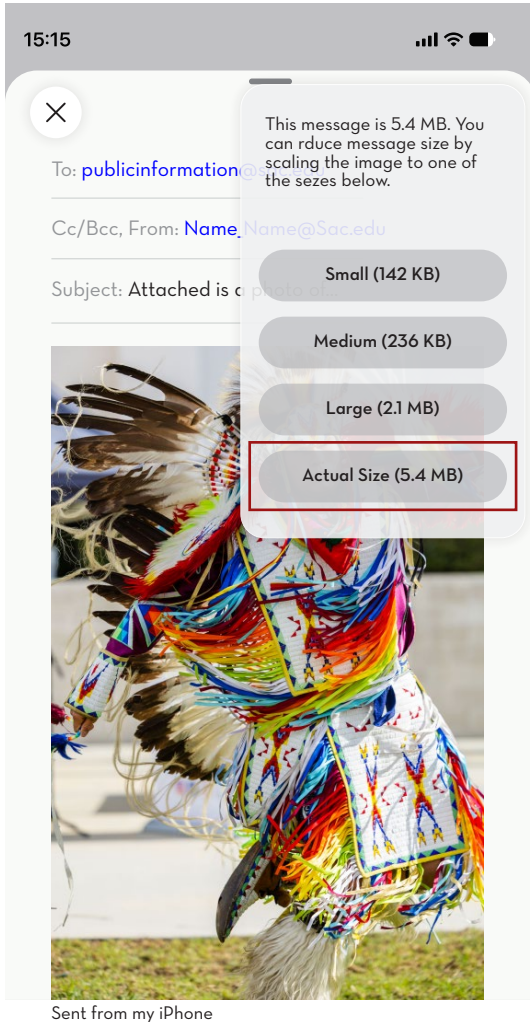 15:15
This message is 5.4 MB. You
can rduce message size by
scaling the image to one of
the sezes below.
To: publicinformation@sac.edu
Cc/Bcc, From: Name_Name@Sac.edu
Subject: Attached is a photo of...
Small (142 KB)
Medium (236 KB)
Large (2.1 MB)
Actual Size (5.4 MB)
Sent from my iPhone